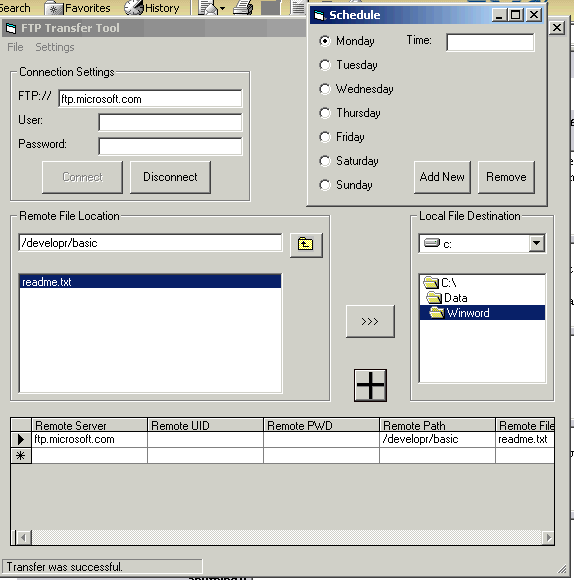 Search Favorites History
FTP Transfer Tool
File Settings
Schedule
Monday Time:
Tuesday
Wednesday
Thursday
Friday
Saturday
Sunday
Add New Remove
Connection Settings
FTP:// ftp.microsoft.com
User:
Password:
Connect Disconnect
Remote File Location
/developr/basic
readme.txt
>>>
Local File Destination
c:
C:\
Data
Winword
Remote Server Remote UID Remote PWD Remote Path Remote File
ftp.microsoft.com /developr/basic readme.txt
Transfer was successful.